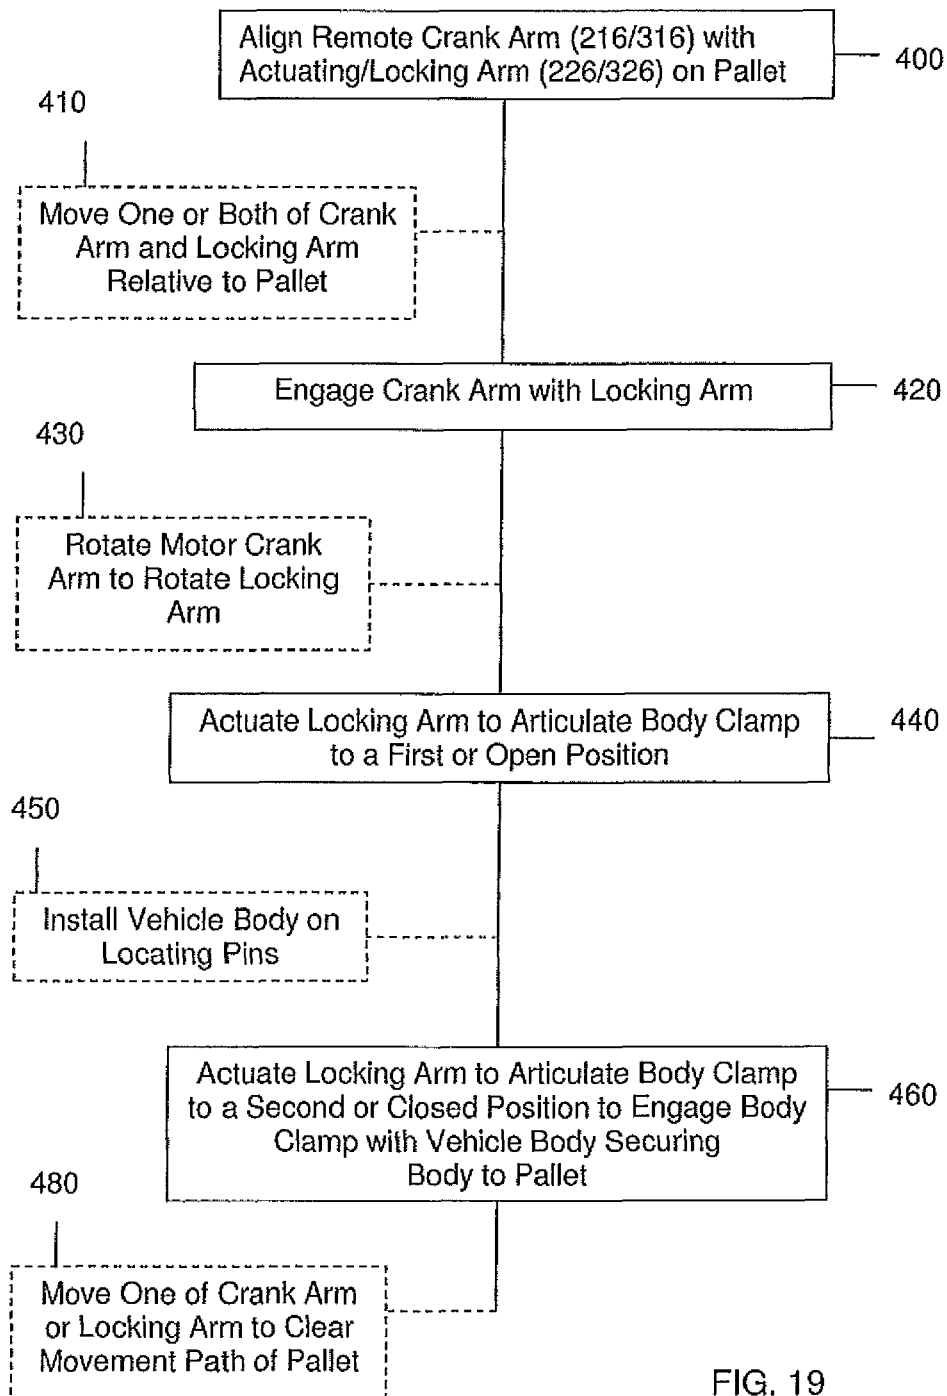 Align Remote Crank Arm (216/316) with
Actuating/Locking Arm (226/326) on Pallet
400
410
Move One or Both of Crank
Arm and Locking Arm
Relative to Pallet
Engage Crank Arm with Locking Arm
420
430
Rotate Motor Crank
Arm to Rotate Locking
Arm
Actuate Locking Arm to Articulate Body Clamp
to a First or Open Position
440
450
Install Vehicle Body on
Locating Pins
Actuate Locking Arm to Articulate Body Clamp
to a Second or Closed Position to Engage Body
Clamp with Vehicle Body Securing
Body to Pallet
460
480
Move One of Crank Arm
or Locking Arm to Clear
Movement Path of Pallet
FIG. 19